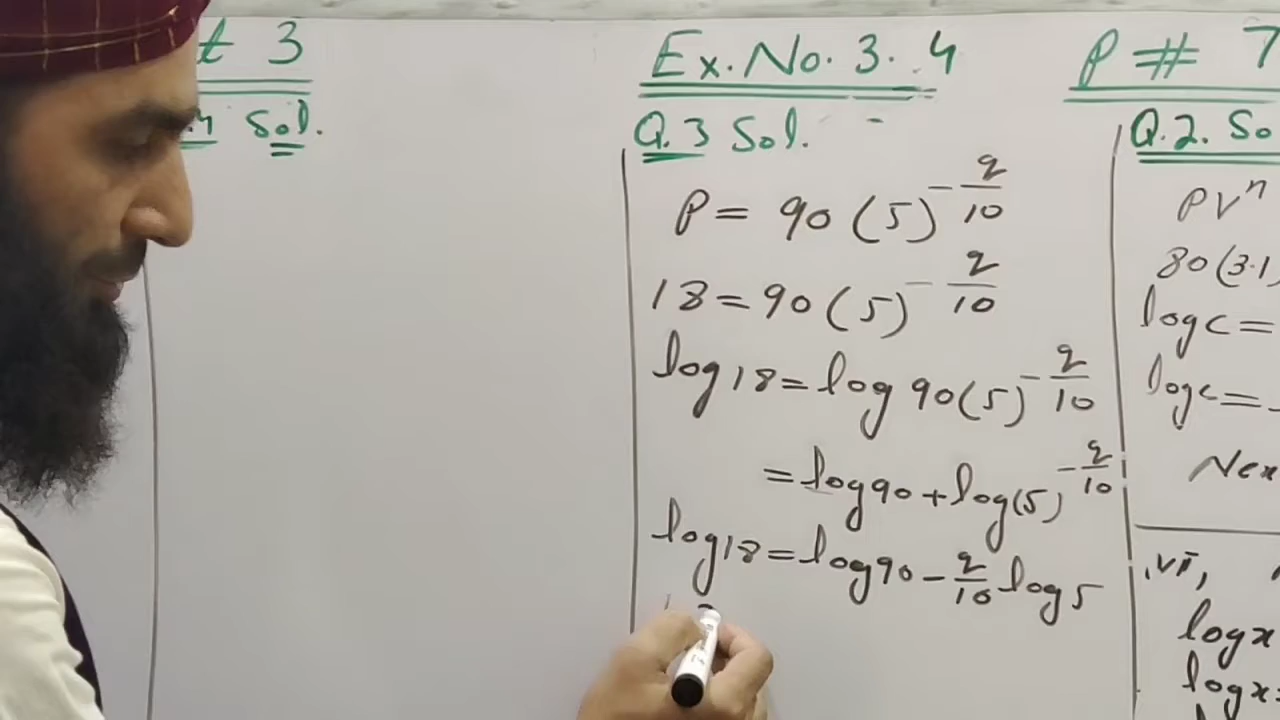 t 3
.4 Sol.
Ex. No. 3.4
Q.3 Sol.
P = 90 (5)^{-q/10}
18 = 90 (5)^{-q/10}
log 18 = log 90 (5)^{-q/10}
= log 90 + log (5)^{-q/10}
log 18 = log 90 - q/10 log 5
P # 7
Q.2. So
PV^n
80 (3.1)
log c =
log c =
Nex
vii,
log x
log x =